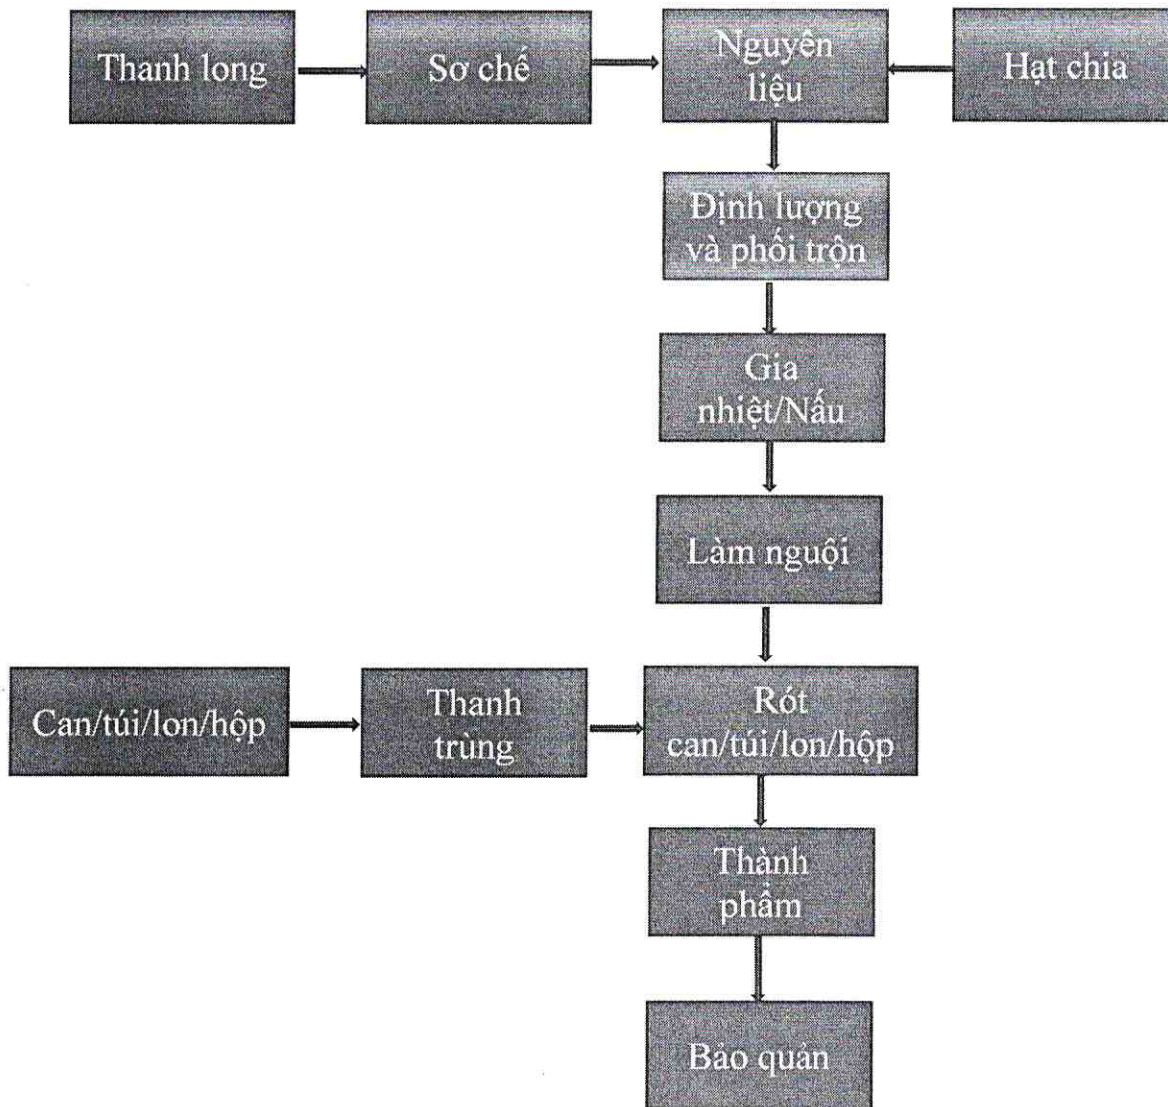 Thanh long
Sơ chế
Nguyên
liệu
Hạt chia
Định lượng
và phối trộn
Gia
nhiệt/Nấu
Làm nguội
Can/túi/lon/hộp
Thanh
trùng
Rót
can/túi/lon/hộp
Thành
phẩm
Bảo quản